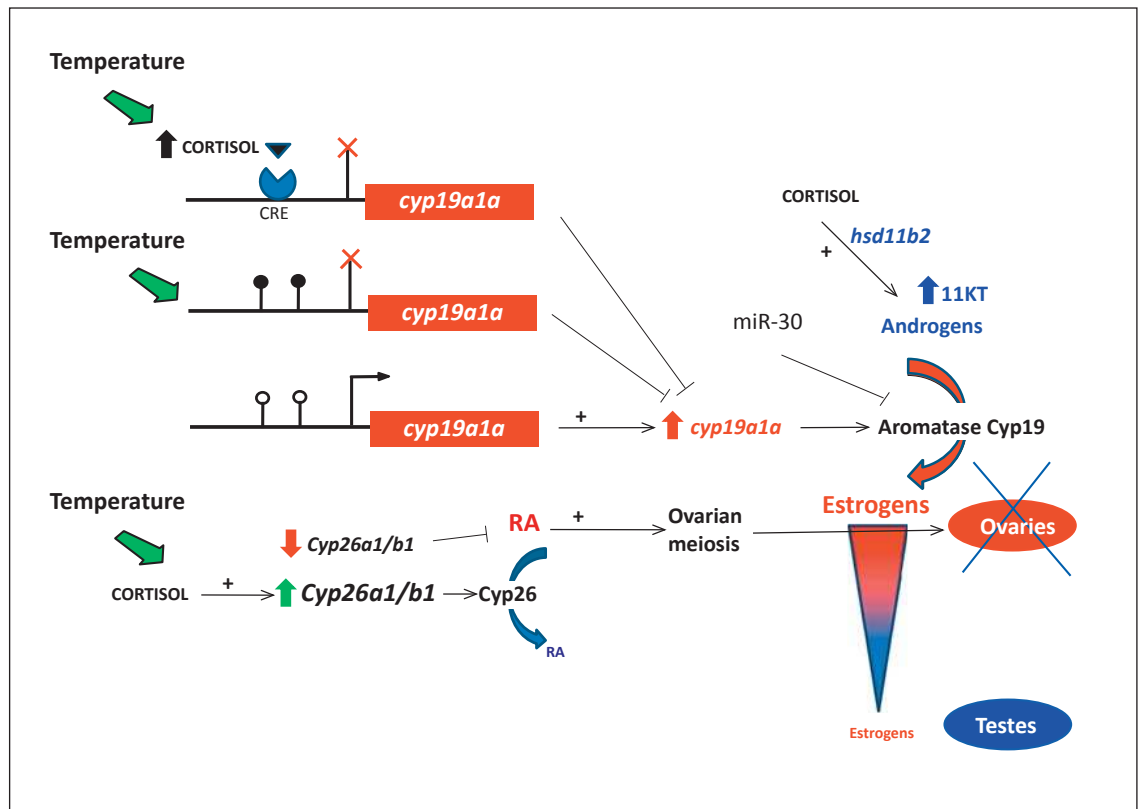 Temperature
CORTISOL
cyp19a1a
CRE
Temperature
cyp19a1a
cyp19a1a
+
cyp19a1a
CORTISOL
hsd11b2
+
11KT
Androgens
miR-30
Aromatase Cyp19
Estrogens
Ovaries
Temperature
Cyp26a1/b1
RA
+
Ovarian
meiosis
CORTISOL
+
Cyp26a1/b1
Cyp26
RA
Estrogens
Testes